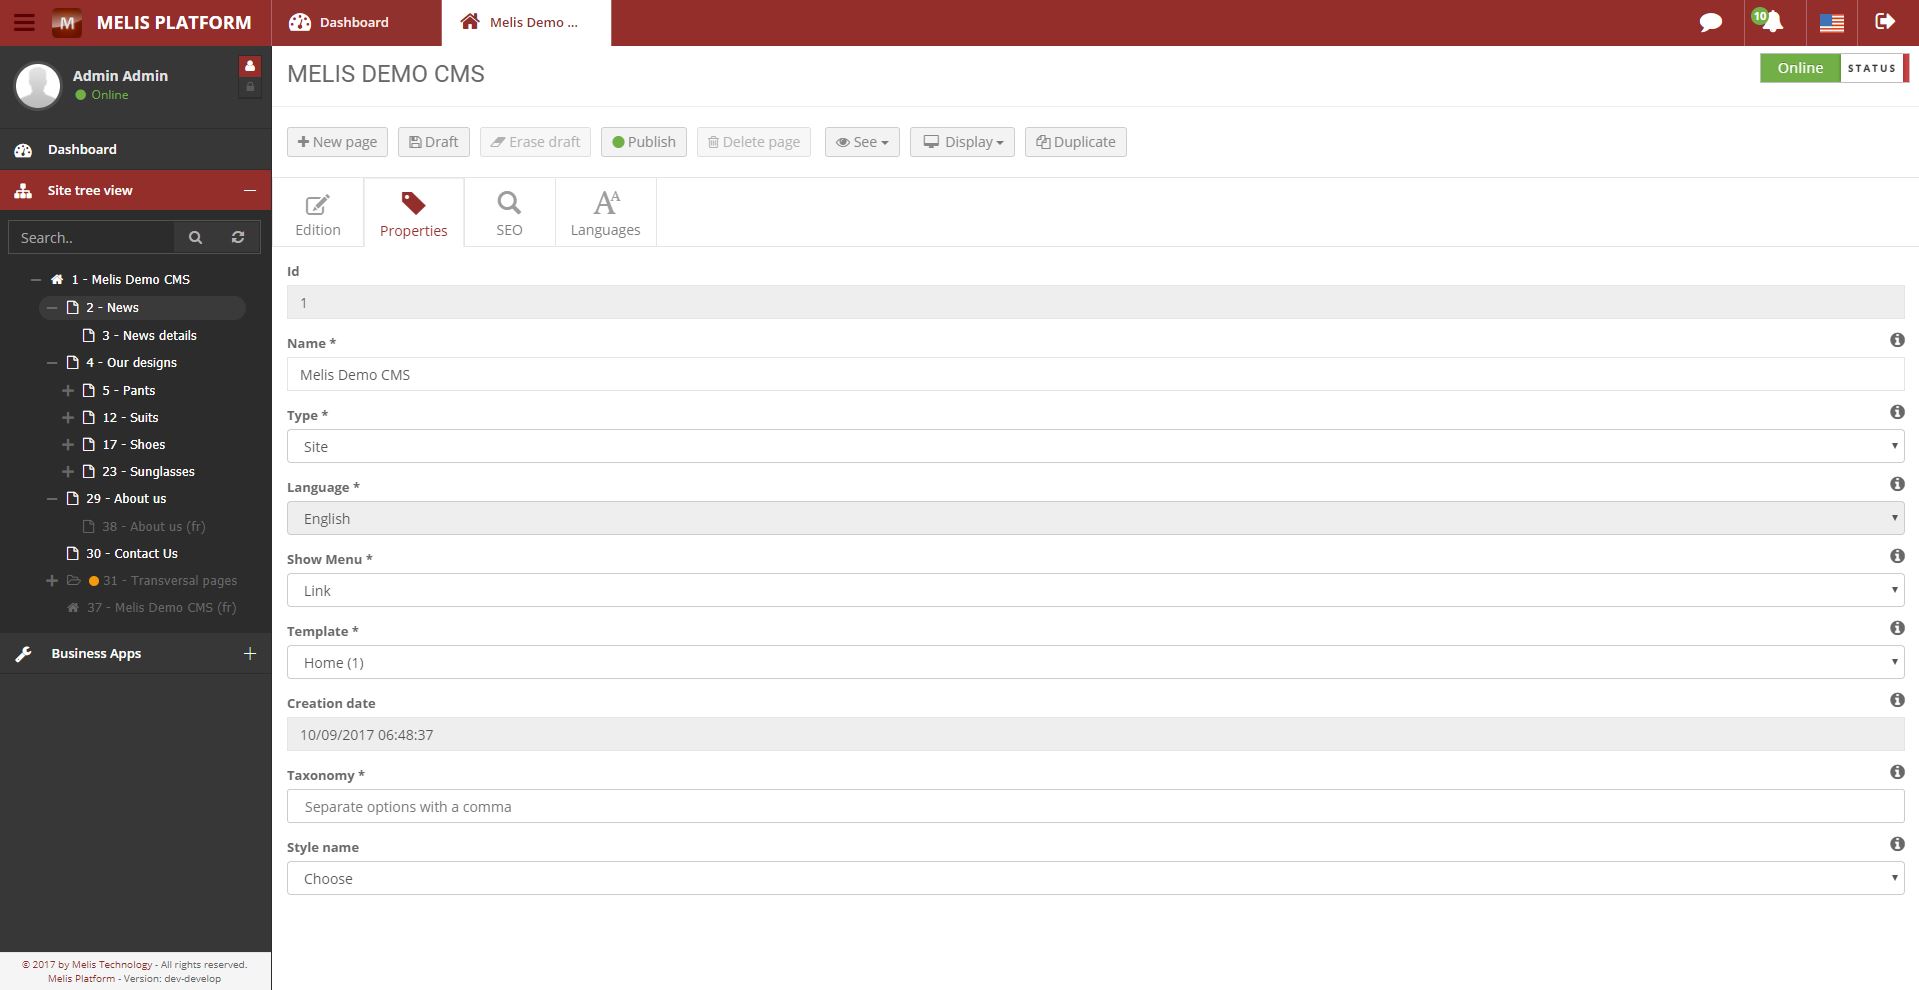 MELIS PLATFORM
Dashboard
Melis Demo ...
10
Admin Admin
Online
Dashboard
Site tree view
Search..
1 - Melis Demo CMS
2 - News
3 - News details
4 - Our designs
5 - Pants
12 - Suits
17 - Shoes
23 - Sunglasses
29 - About us
38 - About us (fr)
30 - Contact Us
31 - Transversal pages
37 - Melis Demo CMS (fr)
Business Apps
© 2017 by Melis Technology - All rights reserved.
Melis Platform - Version: dev-develop
MELIS DEMO CMS
Online STATUS
New page Draft Erase draft Publish Delete page See Display Duplicate
Edition Properties SEO Languages
Id
1
Name *
Melis Demo CMS
Type *
Site
Language *
English
Show Menu *
Link
Template *
Home (1)
Creation date
10/09/2017 06:48:37
Taxonomy *
Separate options with a comma
Style name
Choose